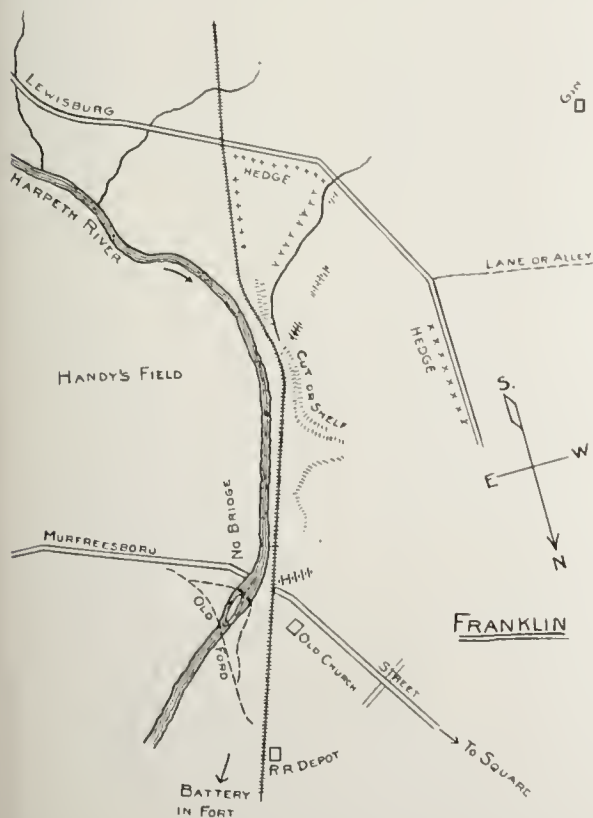 LEWISBURG
GIN
HEDGE
HARPETH RIVER
LANE OR ALLEY
HEDGE
CUT OR SHELF
HANDY'S FIELD
S.
E
W
N
NO BRIDGE
MURFREESBORO
OLD
FORD
FRANKLIN
OLD CHURCH
STREET
TO SQUARE
RR DEPOT
BATTERY
IN FORT